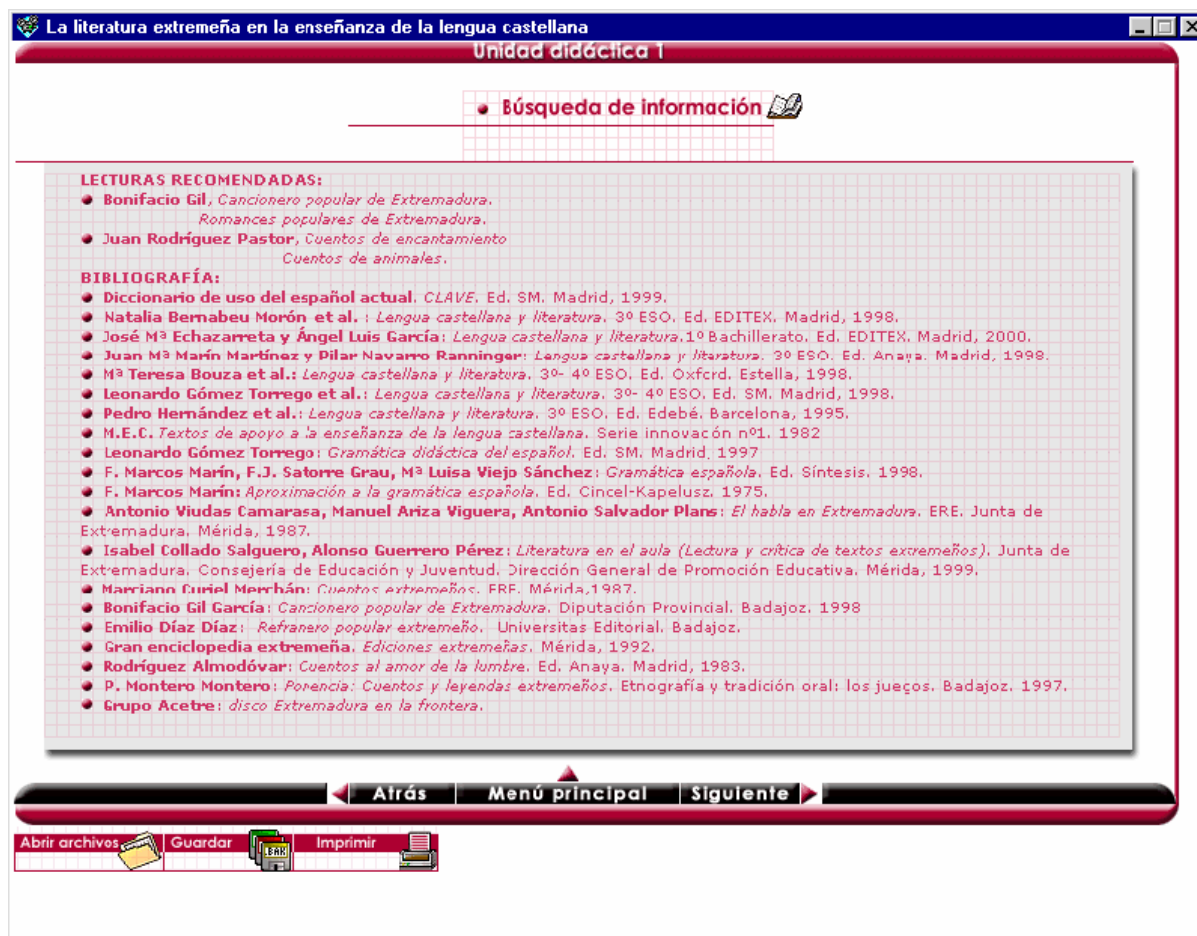 La literatura extremeña en la enseñanza de la lengua castellana
Unidad didáctica 1
Búsqueda de información
LECTURAS RECOMENDADAS:
Bonifacio Gil, Cancionero popular de Extremadura.
Romances populares de Extremadura.
Juan Rodríguez Pastor, Cuentos de encantamiento
Cuentos de animales.
BIBLIOGRAFÍA:
Diccionario de uso del español actual. CLAVE. Ed. SM. Madrid, 1999.
Natalia Bernabeu Morón et al. : Lengua castellana y literatura. 3º ESO. Ed. EDITEX. Madrid, 1998.
José Mª Echazarreta y Ángel Luis García: Lengua castellana y literatura.1º Bachillerato. Ed. EDITEX. Madrid, 2000.
Juan Mª Marín Martínez y Pilar Navarro Ranninger: Lengua castellana y literatura. 3º ESO. Ed. Anaya. Madrid, 1998.
Mª Teresa Bouza et al.: Lengua castellana y literatura. 3º- 4º ESO. Ed. Oxford. Estella, 1998.
Leonardo Gómez Torrego et al.: Lengua castellana y literatura. 3º- 4º ESO. Ed. SM. Madrid, 1998.
Pedro Hernández et al.: Lengua castellana y literatura. 3º ESO. Ed. Edebé. Barcelona, 1995.
M.E.C. Textos de apoyo a la enseñanza de la lengua castellana. Serie innovacón nº1. 1982
Leonardo Gómez Torrego: Gramática didáctica del español. Ed. SM. Madrid, 1997
F. Marcos Marín, F.J. Satorre Grau, Mª Luisa Viejo Sánchez: Gramática española. Ed. Síntesis. 1998.
F. Marcos Marín: Aproximación a la gramática española. Ed. Cincel-Kapelusz. 1975.
Antonio Viudas Camarasa, Manuel Ariza Viguera, Antonio Salvador Plans: El habla en Extremadura. ERE. Junta de
Extremadura. Mérida, 1987.
Isabel Collado Salguero, Alonso Guerrero Pérez: Literatura en el aula (Lectura y crítica de textos extremeños). Junta de
Extremadura. Consejería de Educación y Juventud. Dirección General de Promoción Educativa. Mérida, 1999.
Marciano Curiel Merchán: Cuentos extremeños. ERE. Mérida,1987.
Bonifacio Gil García: Cancionero popular de Extremadura. Diputación Provincial. Badajoz. 1998
Emilio Díaz Díaz: Refranero popular extremeño. Universitas Editorial. Badajoz.
Gran enciclopedia extremeña. Ediciones extremeñas. Mérida, 1992.
Rodríguez Almodóvar: Cuentos al amor de la lumbre. Ed. Anaya. Madrid, 1983.
P. Montero Montero: Ponencia: Cuentos y leyendas extremeños. Etnografía y tradición oral: los juegos. Badajoz. 1997.
Grupo Acetre: disco Extremadura en la frontera.
Atrás Menú principal Siguiente
Abrir archivos Guardar .BAK Imprimir